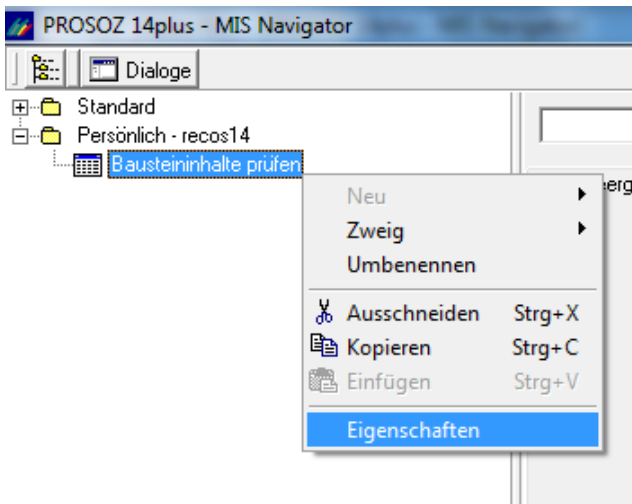 PROSOZ 14plus - MIS Navigator
Dialoge
Standard
Persönlich - recos14
Bausteininhalte prüfen
Neu
Zweig
Umbenennen
Ausschneiden Strg+X
Kopieren Strg+C
Einfügen Strg+V
Eigenschaften